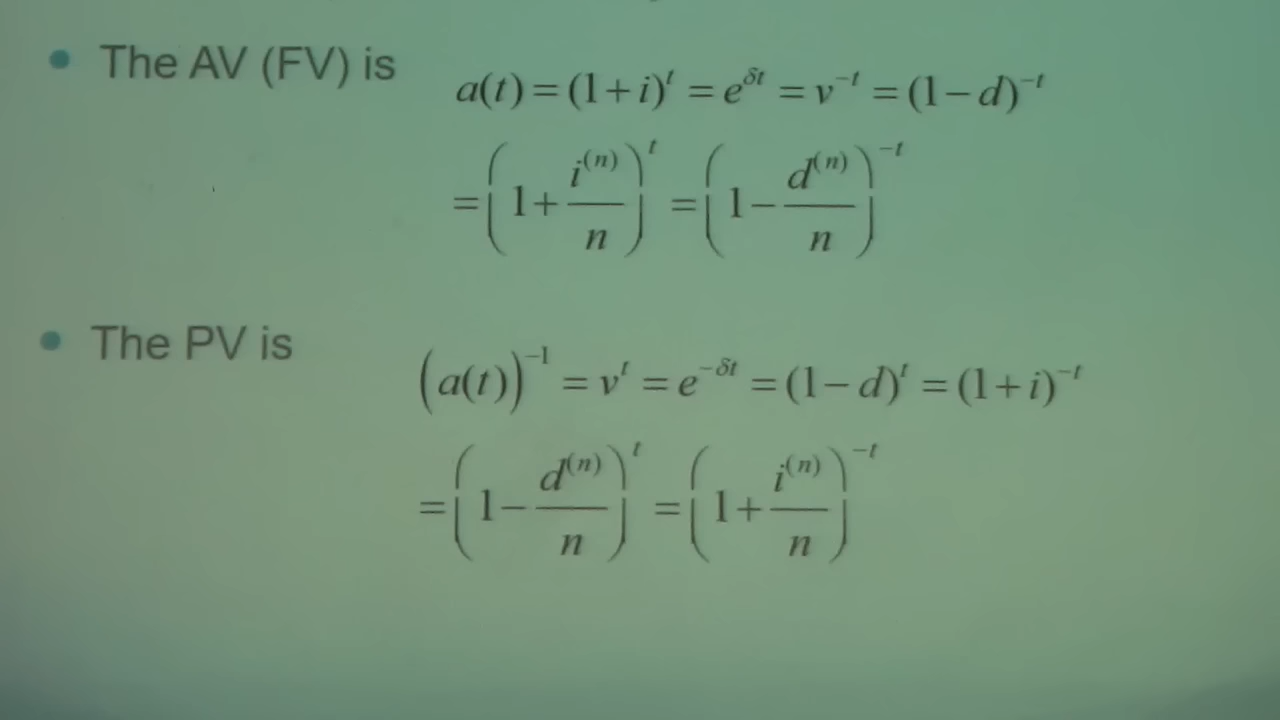 • The AV (FV) is a(t) = (1+i)^t = e^{δt} = v^{-t} = (1−d)^{-t}
= (1 + i^{(n)}/n)^t = (1 − d^{(n)}/n)^{-t}
• The PV is (a(t))^{-1} = v^t = e^{-δt} = (1−d)^t = (1+i)^{-t}
= (1 − d^{(n)}/n)^t = (1 + i^{(n)}/n)^{-t}